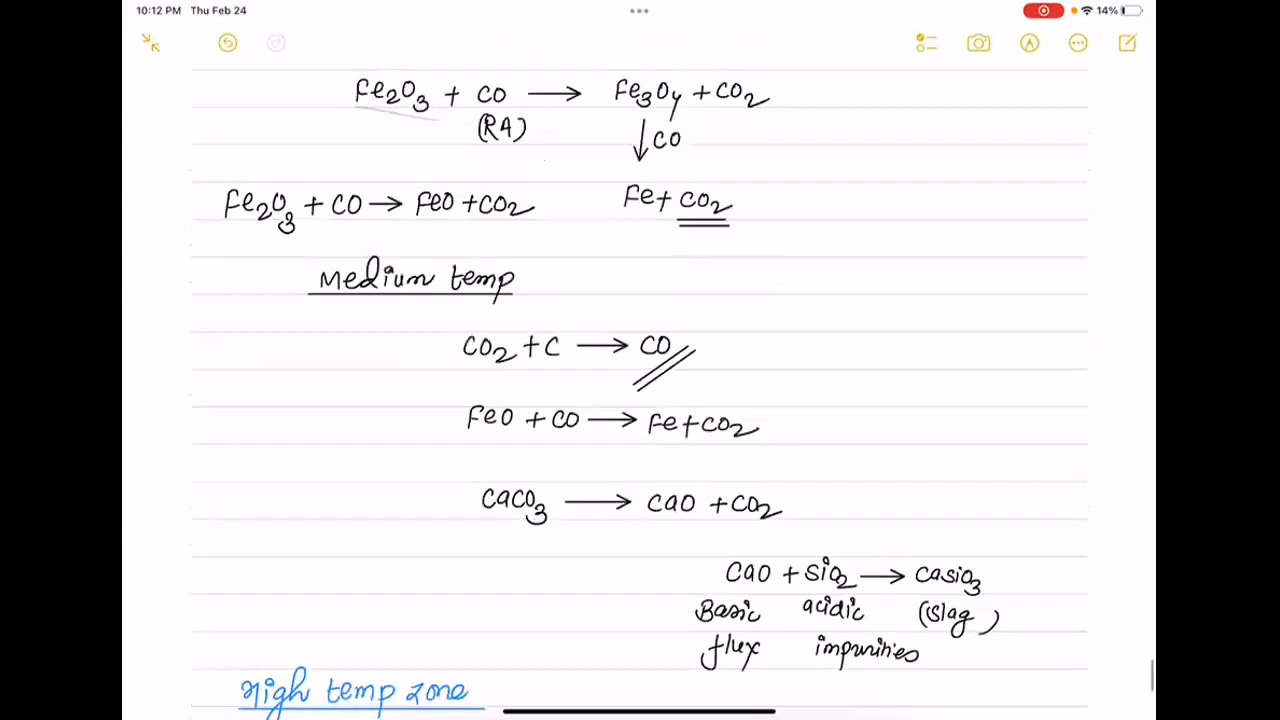 10:12 PM Thu Feb 24
14%
Fe2O3 + CO → Fe3O4 + CO2
(RA)
↓CO
Fe2O3 + CO → FeO + CO2
Fe + CO2
Medium temp
CO2 + C → CO
FeO + CO → Fe + CO2
CaCO3 → CaO + CO2
CaO + SiO2 → CaSiO3
Basic acidic (slag)
flux impurities
High temp zone